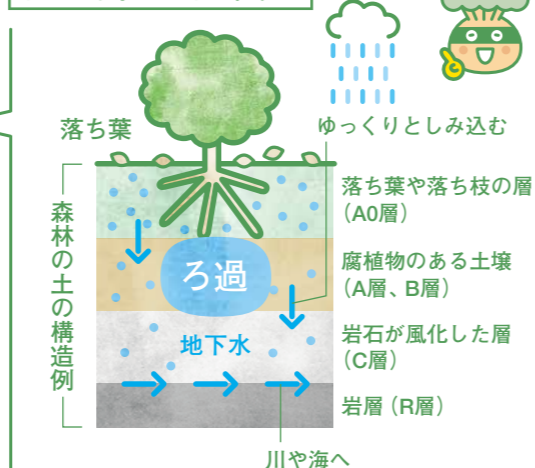 落ち葉
ゆっくりとしみ込む
森林の土の構造例
落ち葉や落ち枝の層
（A0層）
腐植物のある土壌
（A層、B層）
ろ過
地下水
岩石が風化した層
（C層）
岩層（R層）
川や海へ